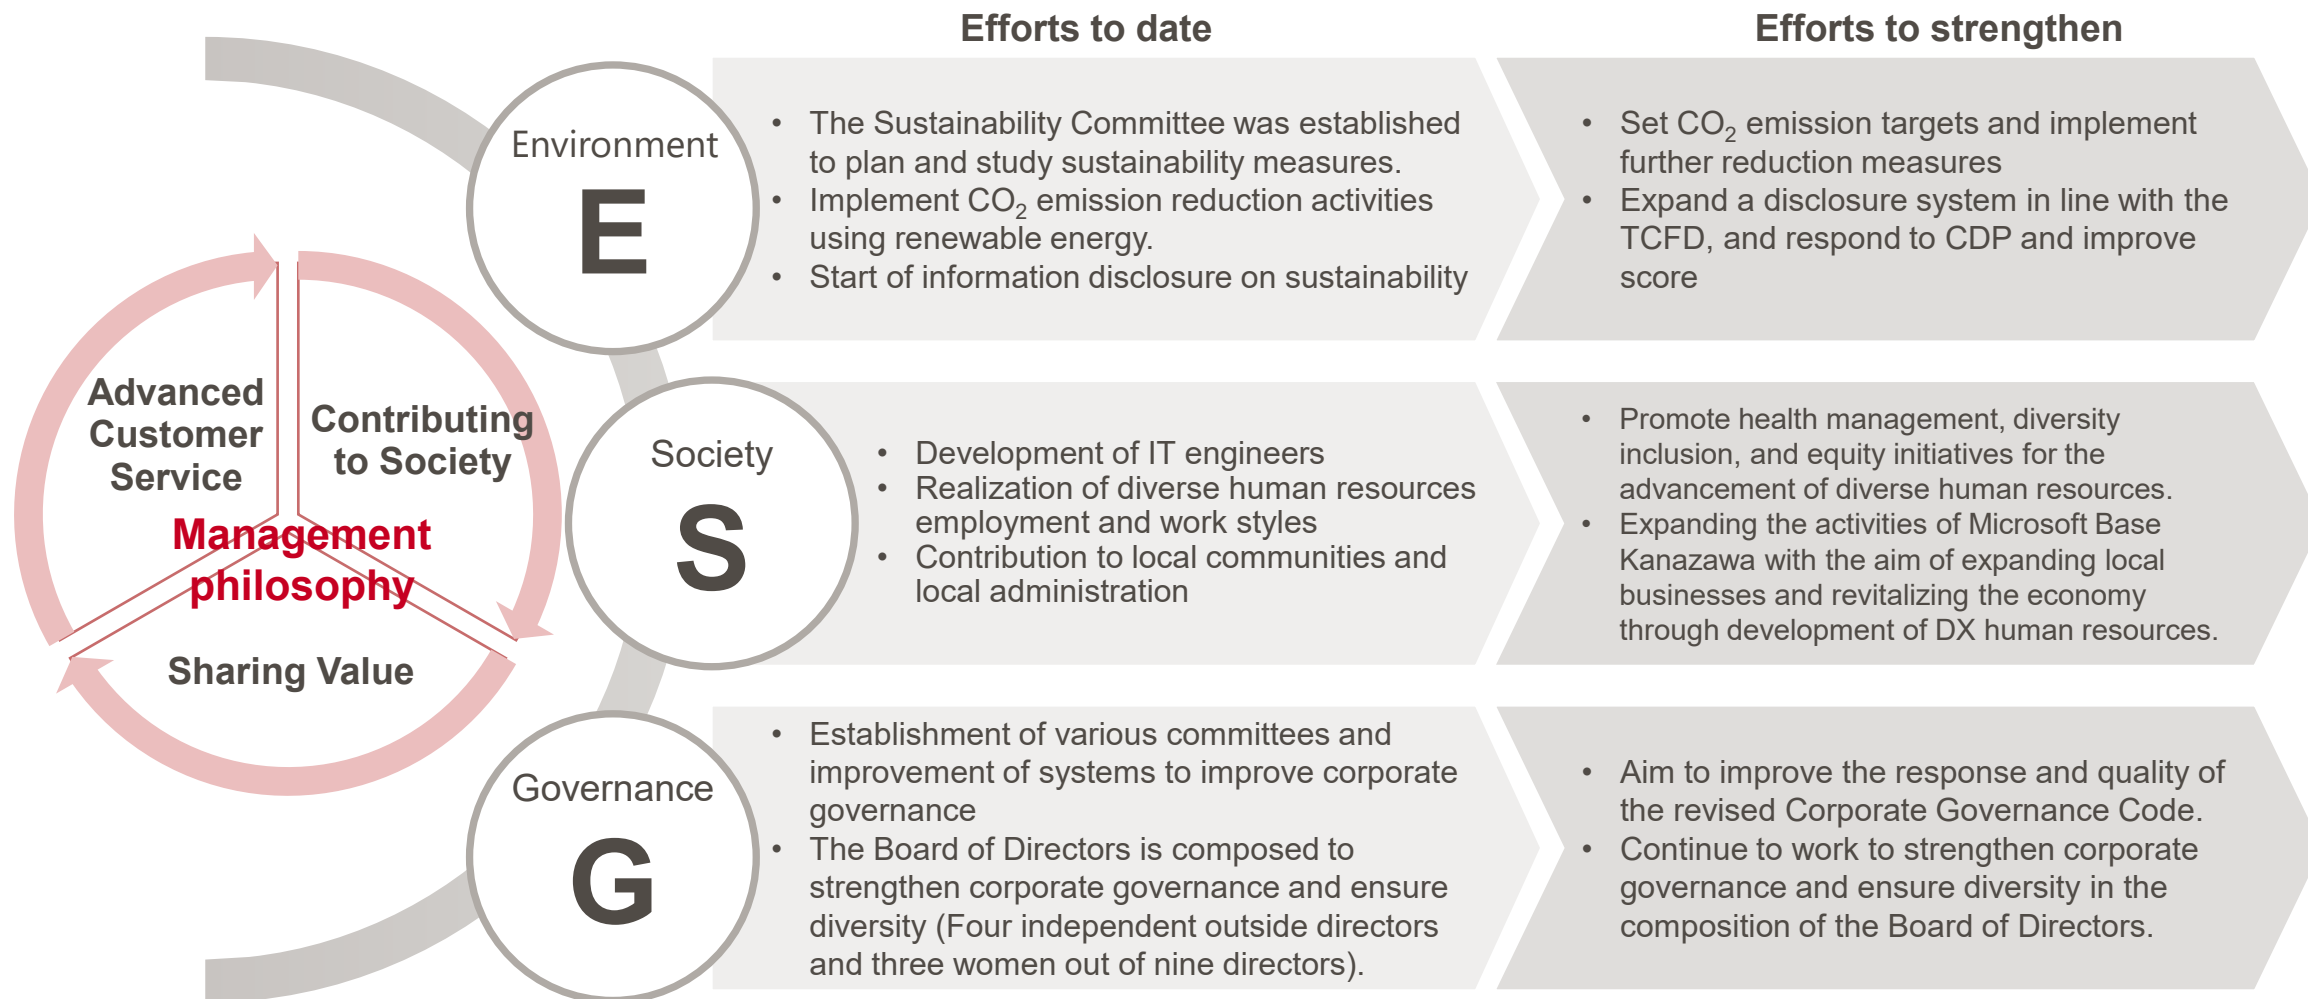 Efforts to date
Efforts to strengthen
Advanced
Customer
Service
Contributing
to Society
Management
philosophy
Sharing Value
Environment
E
• The Sustainability Committee was established
to plan and study sustainability measures.
• Implement CO₂ emission reduction activities
using renewable energy.
• Start of information disclosure on sustainability
• Set CO₂ emission targets and implement
further reduction measures
• Expand a disclosure system in line with the
TCFD, and respond to CDP and improve
score
Society
S
• Development of IT engineers
• Realization of diverse human resources
employment and work styles
• Contribution to local communities and
local administration
• Promote health management, diversity
inclusion, and equity initiatives for the
advancement of diverse human resources.
• Expanding the activities of Microsoft Base
Kanazawa with the aim of expanding local
businesses and revitalizing the economy
through development of DX human resources.
Governance
G
• Establishment of various committees and
improvement of systems to improve corporate
governance
• The Board of Directors is composed to
strengthen corporate governance and ensure
diversity (Four independent outside directors
and three women out of nine directors).
• Aim to improve the response and quality of
the revised Corporate Governance Code.
• Continue to work to strengthen corporate
governance and ensure diversity in the
composition of the Board of Directors.